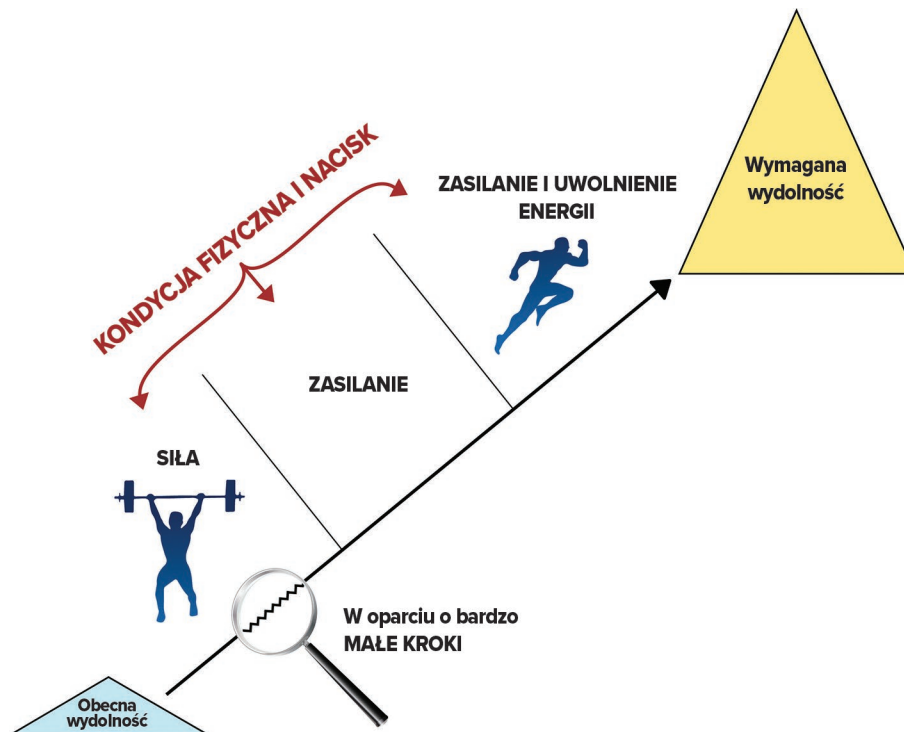 KONDYCJA FIZYCZNA I NACISK
ZASILANIE I UWOLNIENIE
ENERGII
Wymagana
wydolność
ZASILANIE
SIŁA
W oparciu o bardzo
MAŁE KROKI
Obecna
wydolność